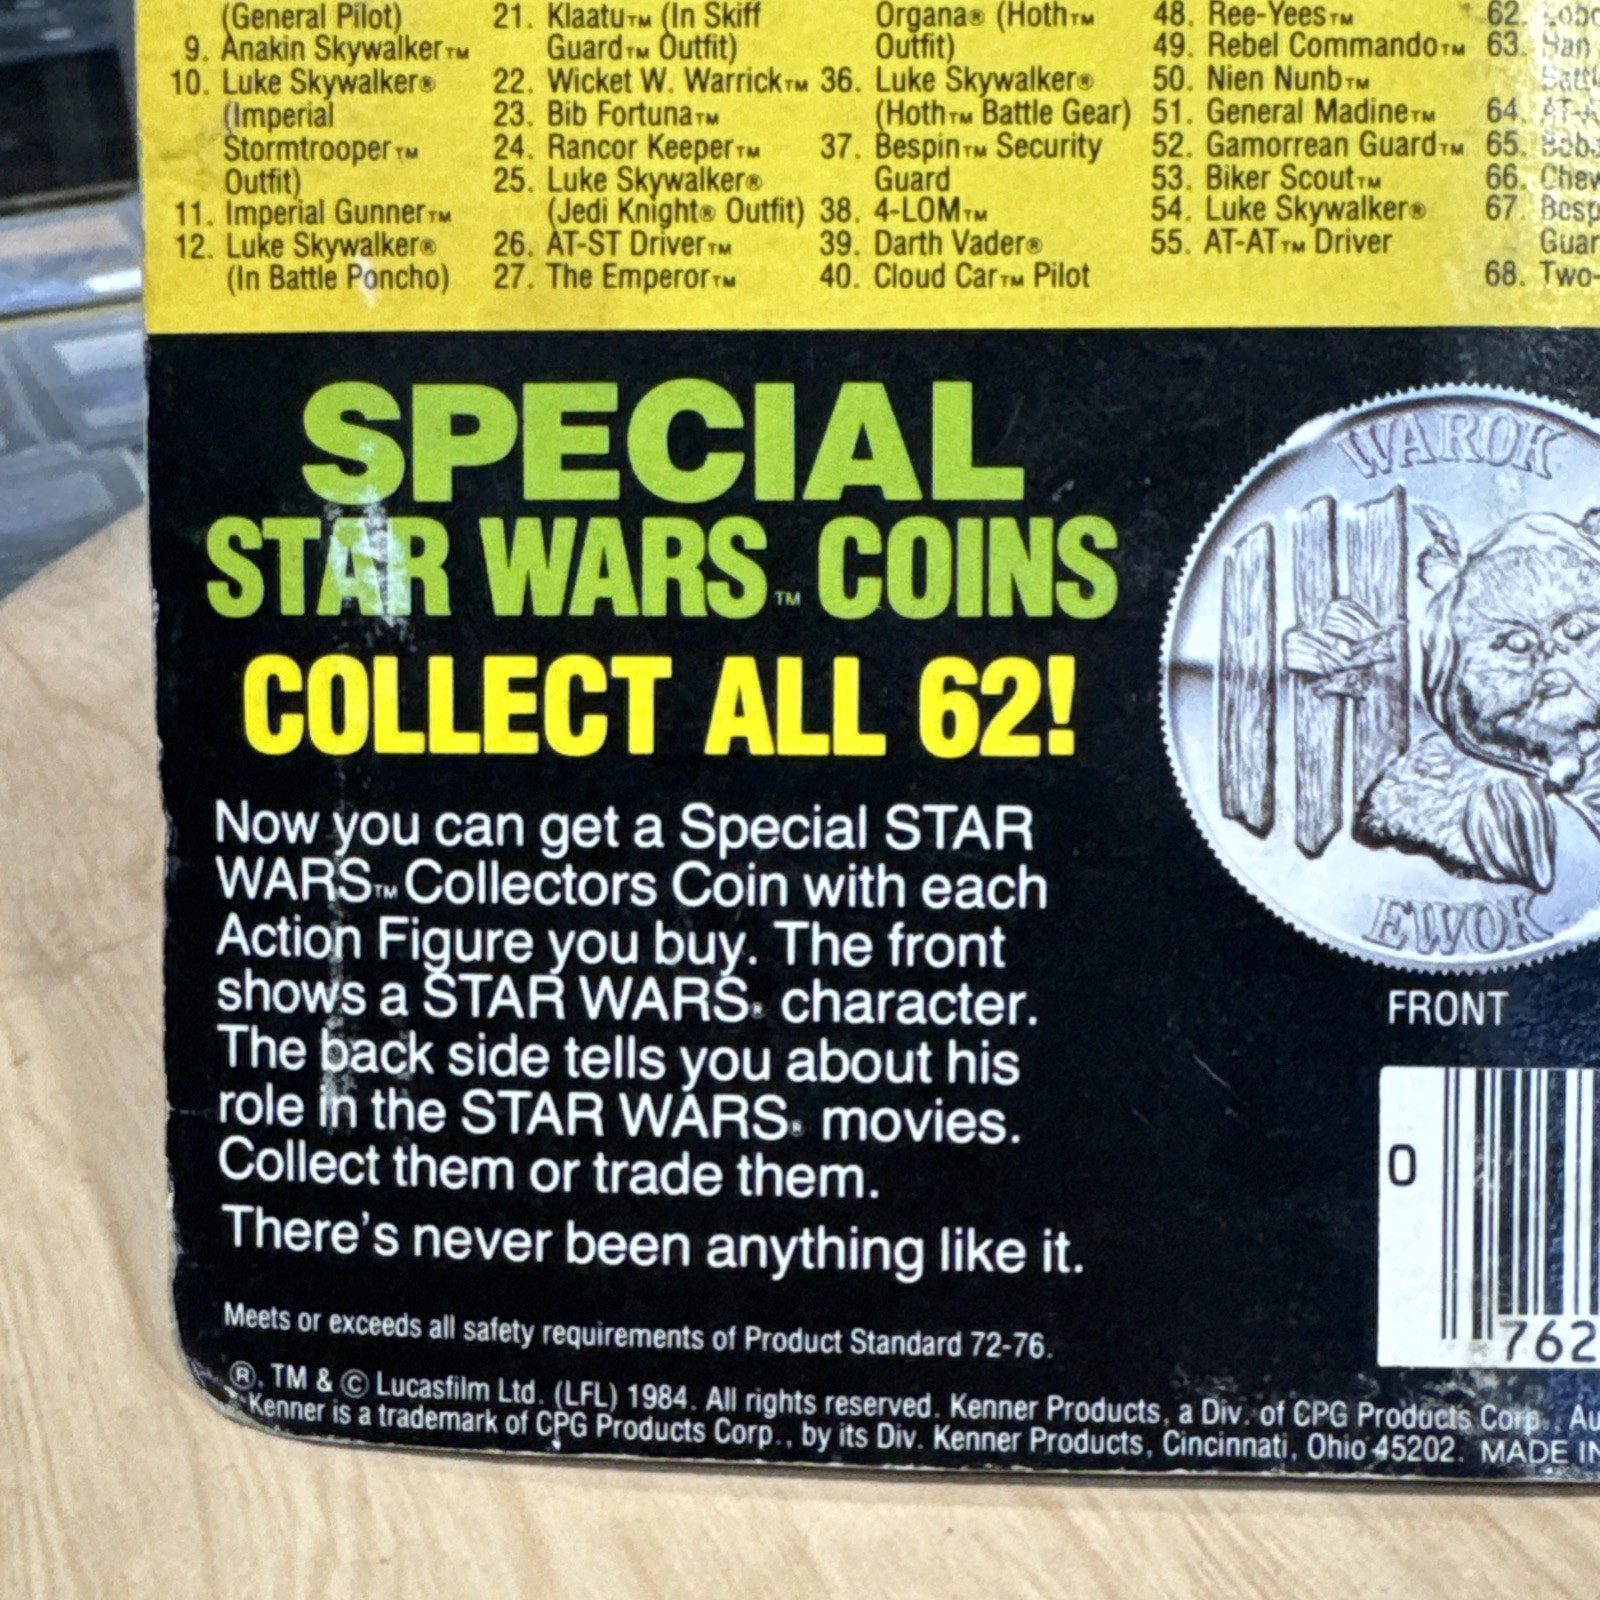 (General Pilot)
9. Anakin Skywalker™
10. Luke Skywalker®
(Imperial
Stormtrooper™
Outfit)
11. Imperial Gunner™
12. Luke Skywalker®
(In Battle Poncho)
21. Klaatu™ (In Skiff
Guard™ Outfit)
22. Wicket W. Warrick™
23. Bib Fortuna™
24. Rancor Keeper™
25. Luke Skywalker®
(Jedi Knight® Outfit)
26. AT-ST Driver™
27. The Emperor™
Organa® (Hoth™
Outfit)
36. Luke Skywalker®
(Hoth™ Battle Gear)
37. Bespin™ Security
Guard
38. 4-LOM™
39. Darth Vader®
40. Cloud Car™ Pilot
48. Ree-Yees™
49. Rebel Commando™
50. Nien Nunb™
51. General Madine™
52. Gamorrean Guard™
53. Biker Scout™
54. Luke Skywalker®
55. AT-AT™ Driver
62.
63. Han
64.
65.
66. Chew
67. Besp
Guar
68. Two-
SPECIAL
STAR WARS™ COINS
COLLECT ALL 62!
Now you can get a Special STAR
WARS™ Collectors Coin with each
Action Figure you buy. The front
shows a STAR WARS® character.
The back side tells you about his
role in the STAR WARS® movies.
Collect them or trade them.
There's never been anything like it.
WAROK
EWOK
FRONT
0
762
Meets or exceeds all safety requirements of Product Standard 72-76.
®, TM & © Lucasfilm Ltd. (LFL) 1984. All rights reserved. Kenner Products, a Div. of CPG Products Corp., Au
Kenner is a trademark of CPG Products Corp., by its Div. Kenner Products, Cincinnati, Ohio 45202. MADE IN